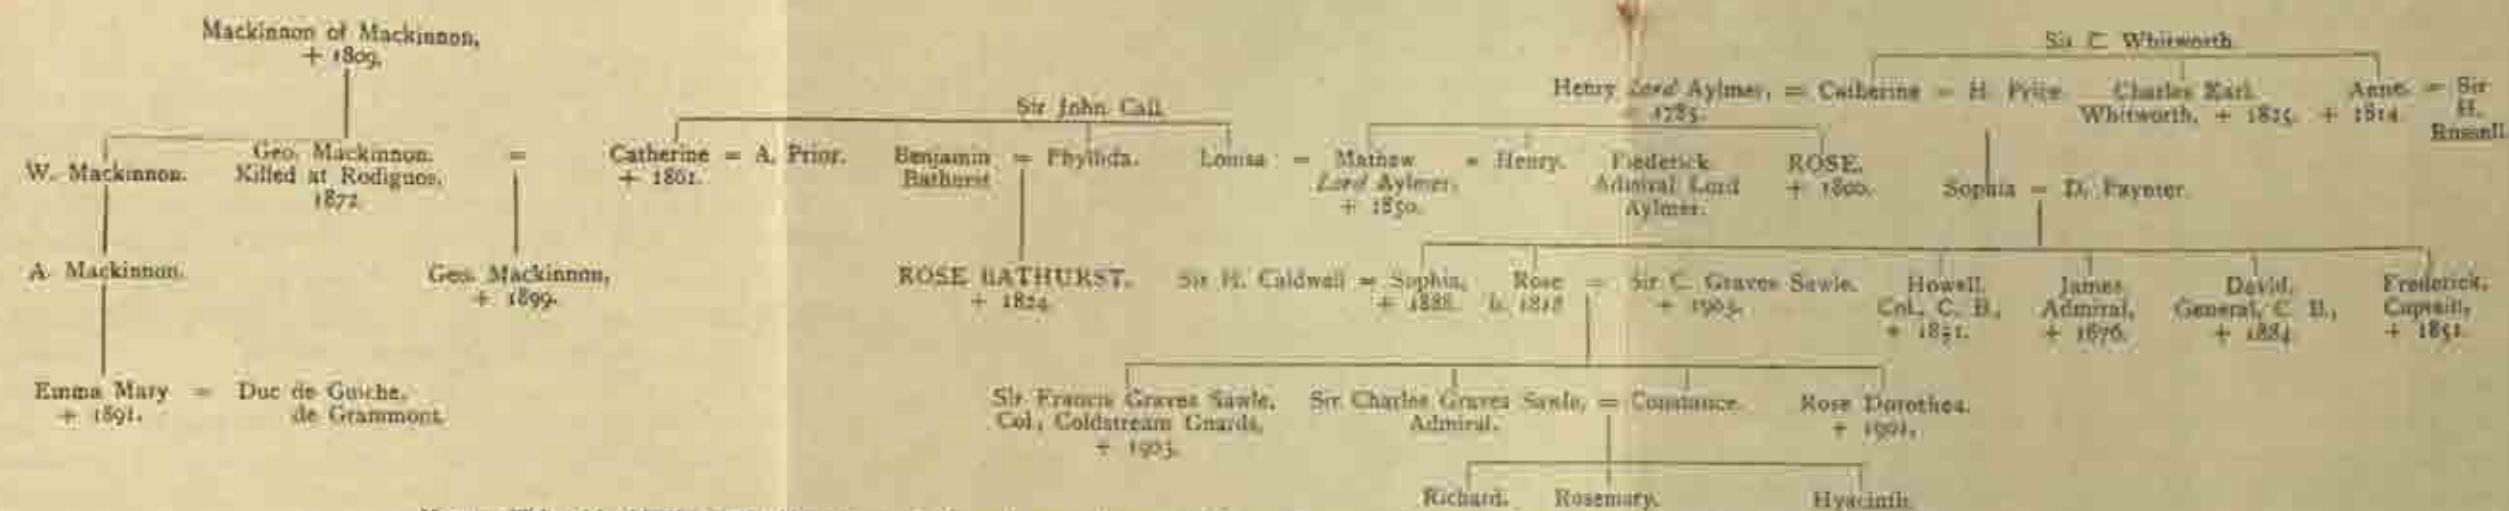 Mackinnon of Mackinnon,
+ 1809.
Sir C Whitworth
Henry Lord Aylmer, = Catherine = H. Price
+ 1785.
Charles Earl
Whitworth, + 1825.
Anne. = Sir
+ 1814. H.
Russell
Sir John Call
W. Mackinnon.
Geo. Mackinnon. =
Killed at Rodignos,
1872
Catherine = A. Prior.
+ 1801.
Benjamin = Phyllida.
Bathurst
Louisa = Mathew = Henry.
Lord Aylmer.
+ 1850.
Frederick
Admiral Lord
Aylmer.
ROSE.
+ 1800.
Sophia = D. Paynter.
A. Mackinnon.
Geo. Mackinnon,
+ 1899.
ROSE BATHURST.
+ 1824
Sir H. Caldwell = Sophia,
+ 1888.
Rose = Sir C. Graves Sawle.
b. 1818 + 1903.
Howell.
Col., C. B.,
James
Admiral,
+ 1876.
David.
General, C. B.,
+ 1884
Frederick.
Captain,
+ 1851.
Emma Mary = Duc de Guiche.
+ 1891. de Grammont.
Sir Francis Graves Sawle.
Col., Coldstream Guards,
+ 1903.
Sir Charles Graves Sawle, = Constance.
Admiral.
Rose Dorothea.
+ 1901.
Richard. Rosemary. Hyacinth